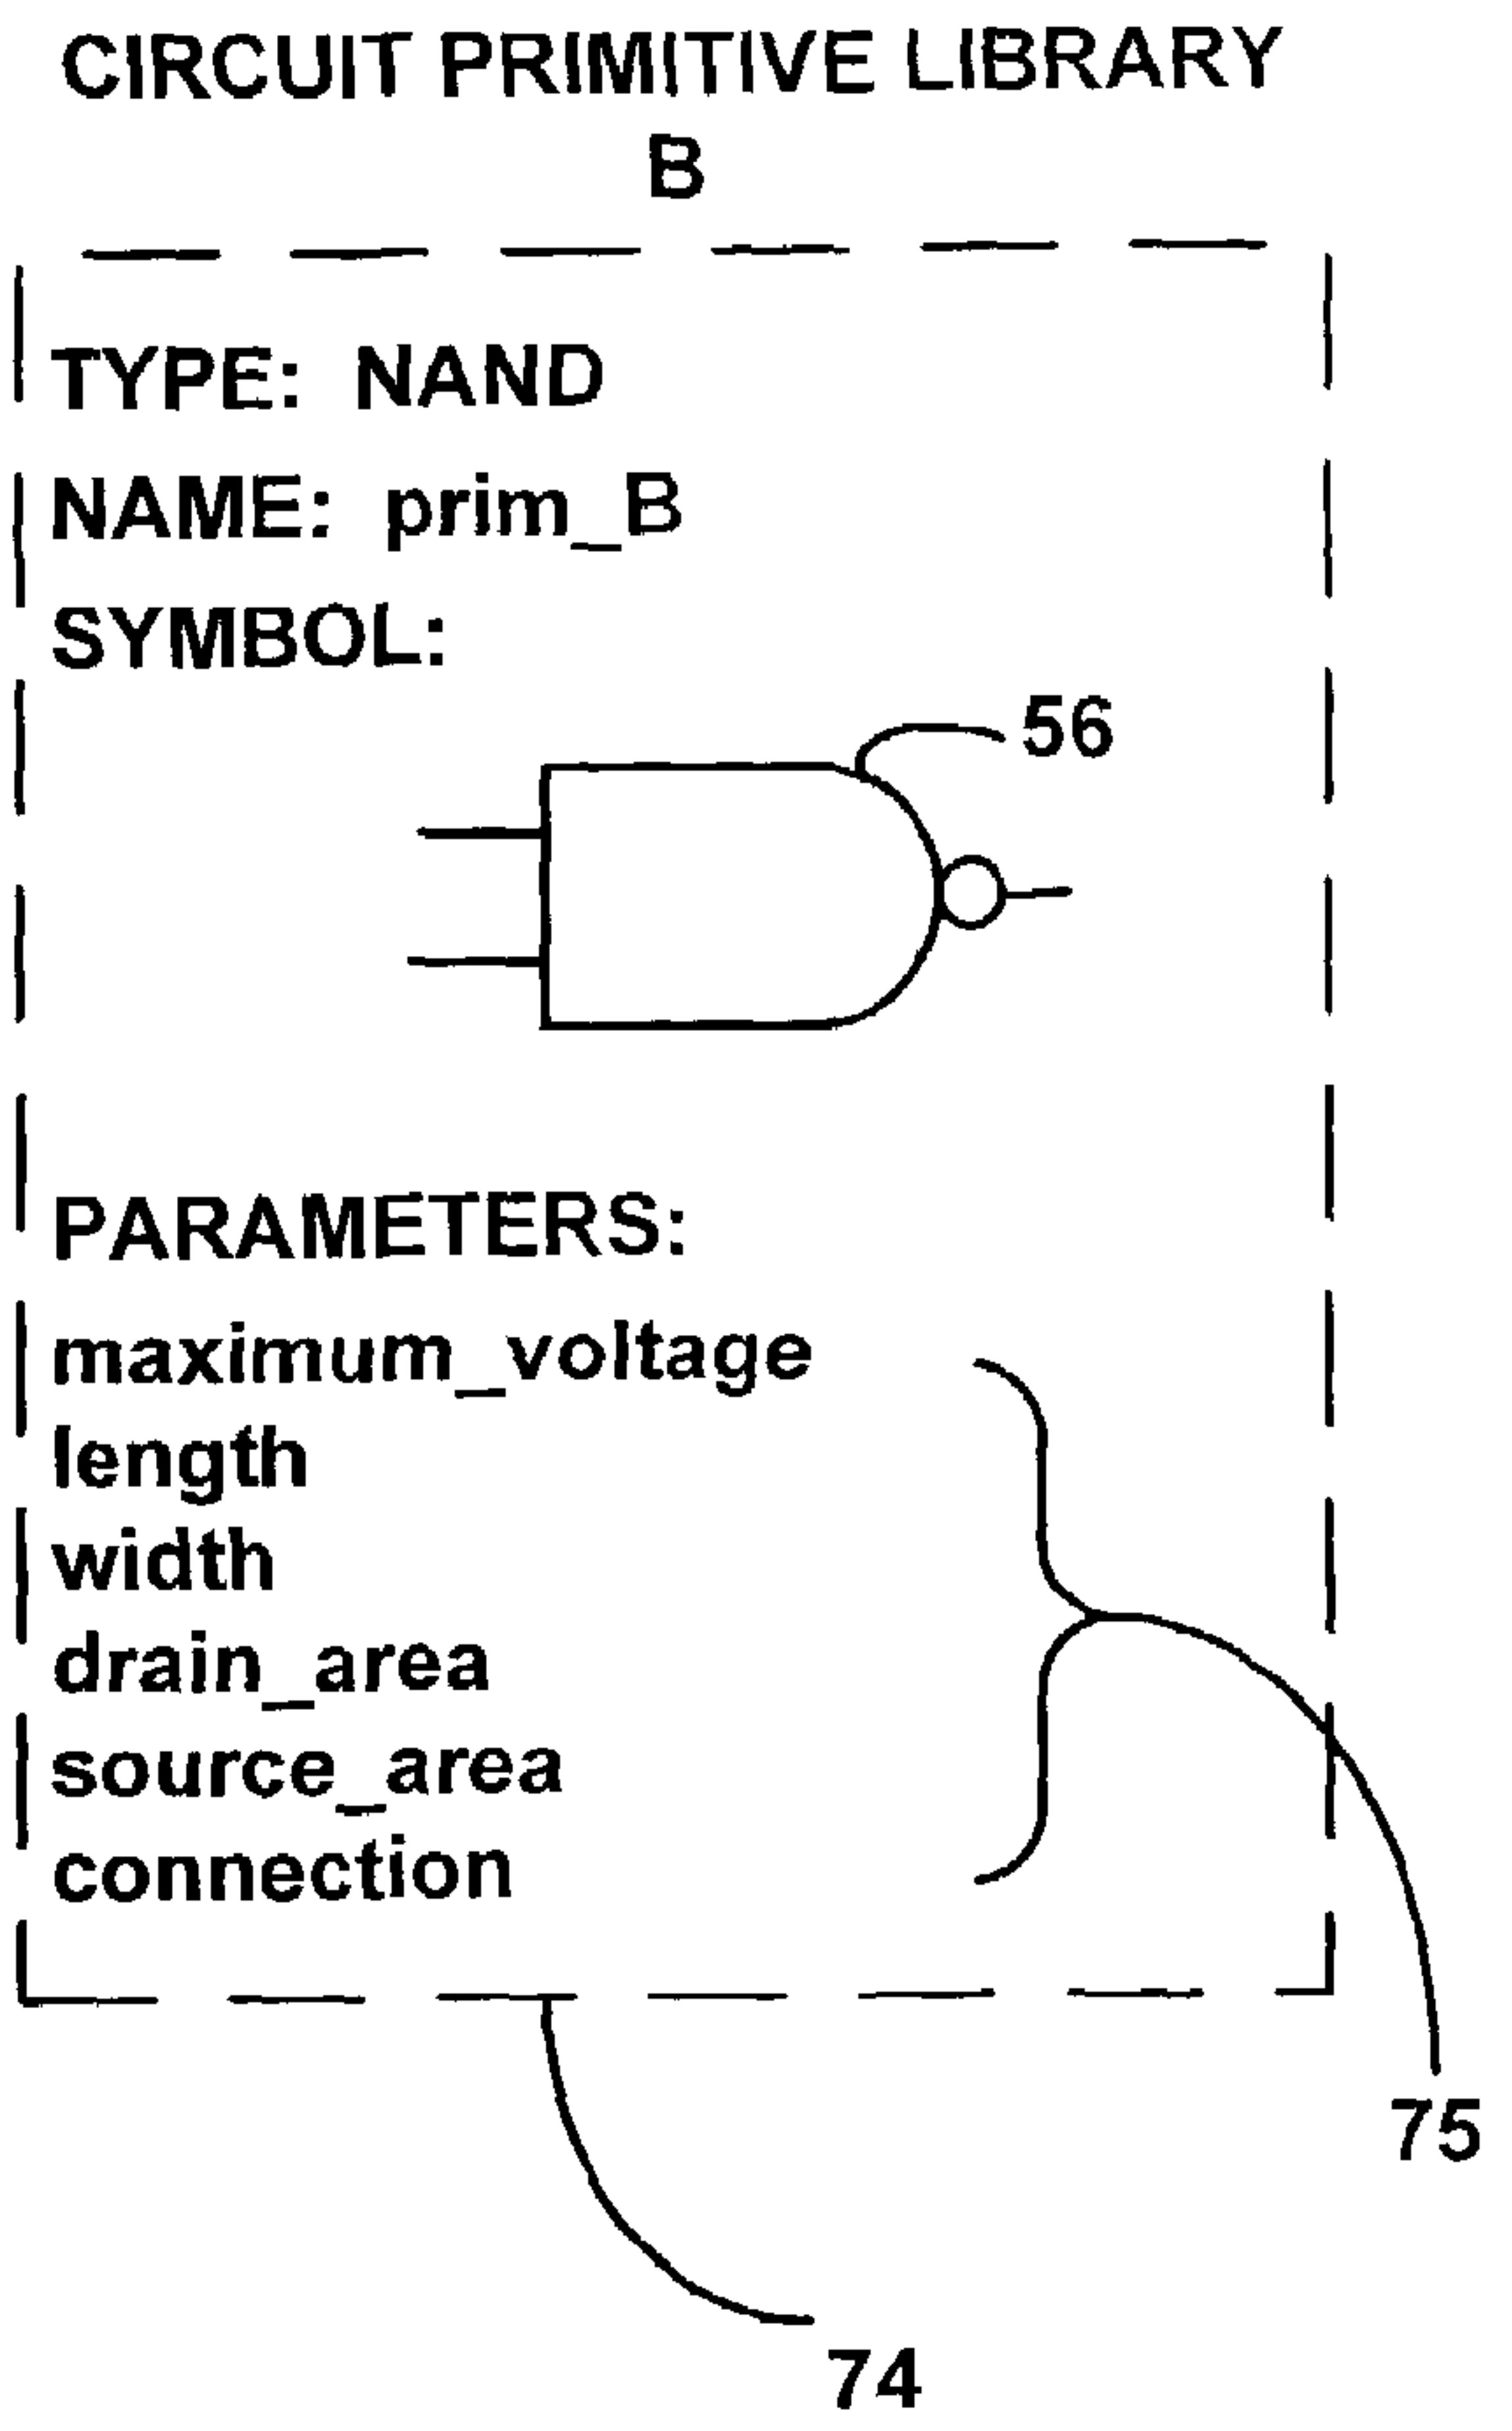 CIRCUIT PRIMITIVE LIBRARY
B
TYPE: NAND
NAME: prim_B
SYMBOL:
56
PARAMETERS:
maximum_voltage
length
width
drain_area
source_area
connection
75
74